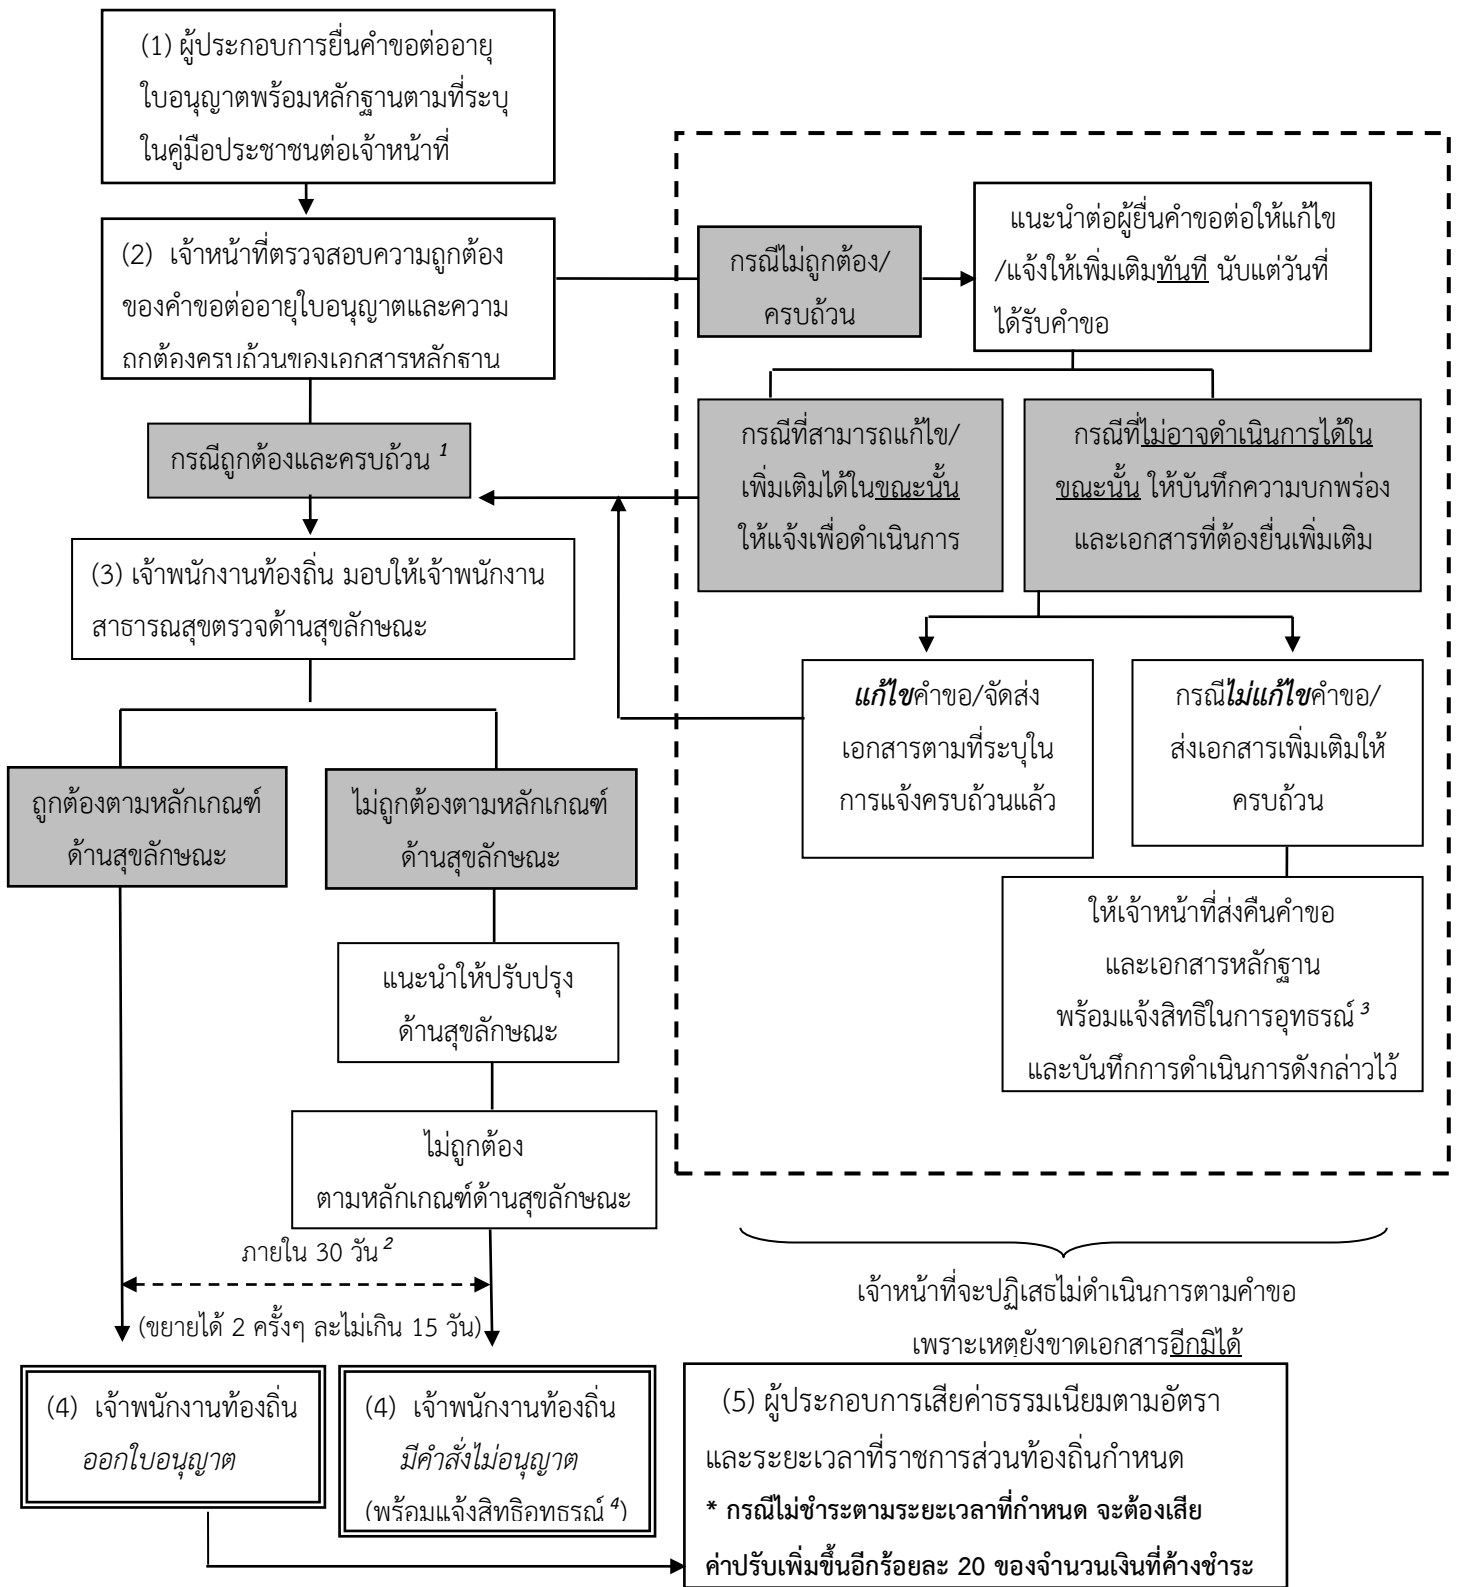 (1) ผู้ประกอบการยื่นคำขอต่ออายุ
ใบอนุญาตพร้อมหลักฐานตามที่ระบุ
ในคู่มือประชาชนต่อเจ้าหน้าที่
(2) เจ้าหน้าที่ตรวจสอบความถูกต้อง
ของคำขอต่ออายุใบอนุญาตและความ
ถูกต้องครบถ้วนของเอกสารหลักฐาน
กรณีไม่ถูกต้อง/
ครบถ้วน
แนะนำต่อผู้ยื่นคำขอต่อให้แก้ไข
/แจ้งให้เพิ่มเติมทันที นับแต่วันที่
ได้รับคำขอ
กรณีถูกต้องและครบถ้วน ¹
กรณีที่สามารถแก้ไข/
เพิ่มเติมได้ในขณะนั้น
ให้แจ้งเพื่อดำเนินการ
กรณีที่ไม่อาจดำเนินการได้ใน
ขณะนั้น ให้บันทึกความบกพร่อง
และเอกสารที่ต้องยื่นเพิ่มเติม
(3) เจ้าพนักงานท้องถิ่น มอบให้เจ้าพนักงาน
สาธารณสุขตรวจด้านสุขลักษณะ
แก้ไขคำขอ/จัดส่ง
เอกสารตามที่ระบุใน
การแจ้งครบถ้วนแล้ว
กรณีไม่แก้ไขคำขอ/
ส่งเอกสารเพิ่มเติมให้
ครบถ้วน
ถูกต้องตามหลักเกณฑ์
ด้านสุขลักษณะ
ไม่ถูกต้องตามหลักเกณฑ์
ด้านสุขลักษณะ
ให้เจ้าหน้าที่ส่งคืนคำขอ
และเอกสารหลักฐาน
พร้อมแจ้งสิทธิในการอุทธรณ์ ³
และบันทึกการดำเนินการดังกล่าวไว้
แนะนำให้ปรับปรุง
ด้านสุขลักษณะ
ไม่ถูกต้อง
ตามหลักเกณฑ์ด้านสุขลักษณะ
ภายใน 30 วัน ²
(ขยายได้ 2 ครั้งๆ ละไม่เกิน 15 วัน)
เจ้าหน้าที่จะปฏิเสธไม่ดำเนินการตามคำขอ
เพราะเหตุยังขาดเอกสารอีกมิได้
(4) เจ้าพนักงานท้องถิ่น
ออกใบอนุญาต
(4) เจ้าพนักงานท้องถิ่น
มีคำสั่งไม่อนุญาต
(พร้อมแจ้งสิทธิอุทธรณ์ ⁴)
(5) ผู้ประกอบการเสียค่าธรรมเนียมตามอัตรา
และระยะเวลาที่ราชการส่วนท้องถิ่นกำหนด
* กรณีไม่ชำระตามระยะเวลาที่กำหนด จะต้องเสีย
ค่าปรับเพิ่มขึ้นอีกร้อยละ 20 ของจำนวนเงินที่ค้างชำระ